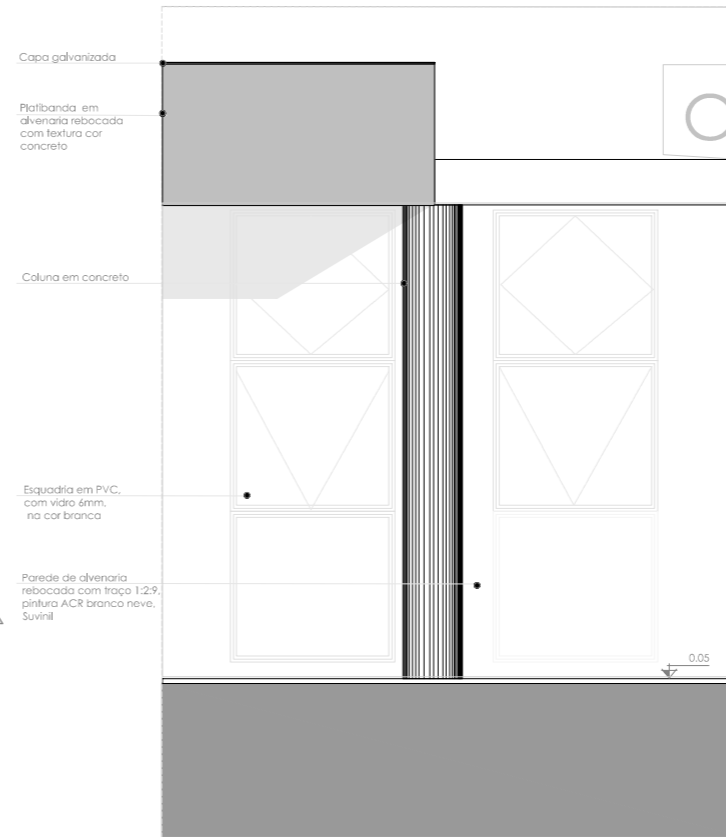 Capa galvanizada
Platibanda em
alvenaria rebocada
com textura cor
concreto
Coluna em concreto
Esquadria em PVC,
com vidro 6mm,
na cor branca
Parede de alvenaria
rebocada com traço 1:2:9,
pintura ACR branco neve,
Suvinil
0.05